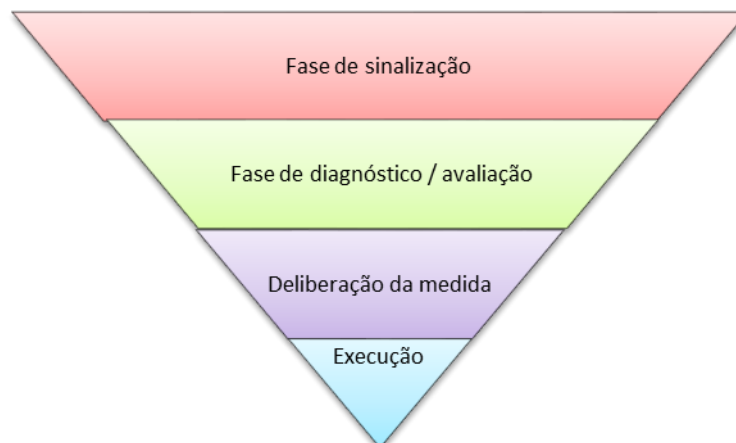 Fase de sinalização
Fase de diagnóstico / avaliação
Deliberação da medida
Execução